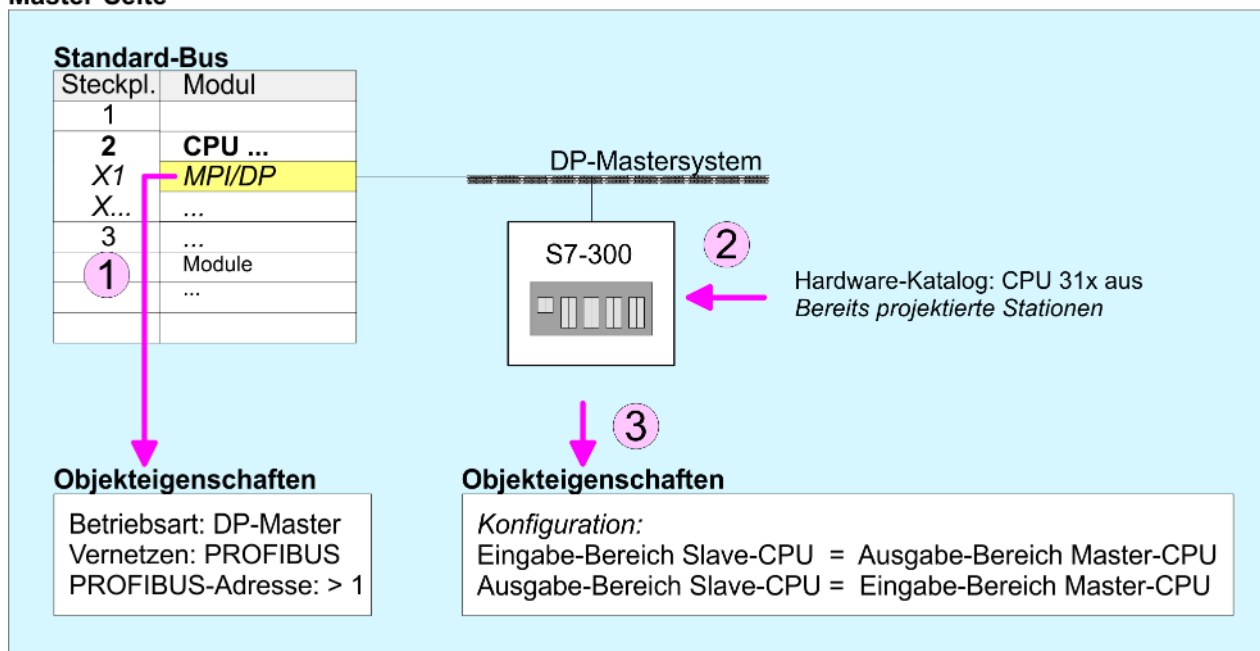 Master-Seite
Standard-Bus
Steckpl. Modul
1
2 CPU ...
X1 MPI/DP
X... ...
3 ...
Module
...
1
DP-Mastersystem
S7-300
2
Hardware-Katalog: CPU 31x aus
Bereits projektierte Stationen
3
Objekteigenschaften
Betriebsart: DP-Master
Vernetzen: PROFIBUS
PROFIBUS-Adresse: > 1
Objekteigenschaften
Konfiguration:
Eingabe-Bereich Slave-CPU = Ausgabe-Bereich Master-CPU
Ausgabe-Bereich Slave-CPU = Eingabe-Bereich Master-CPU